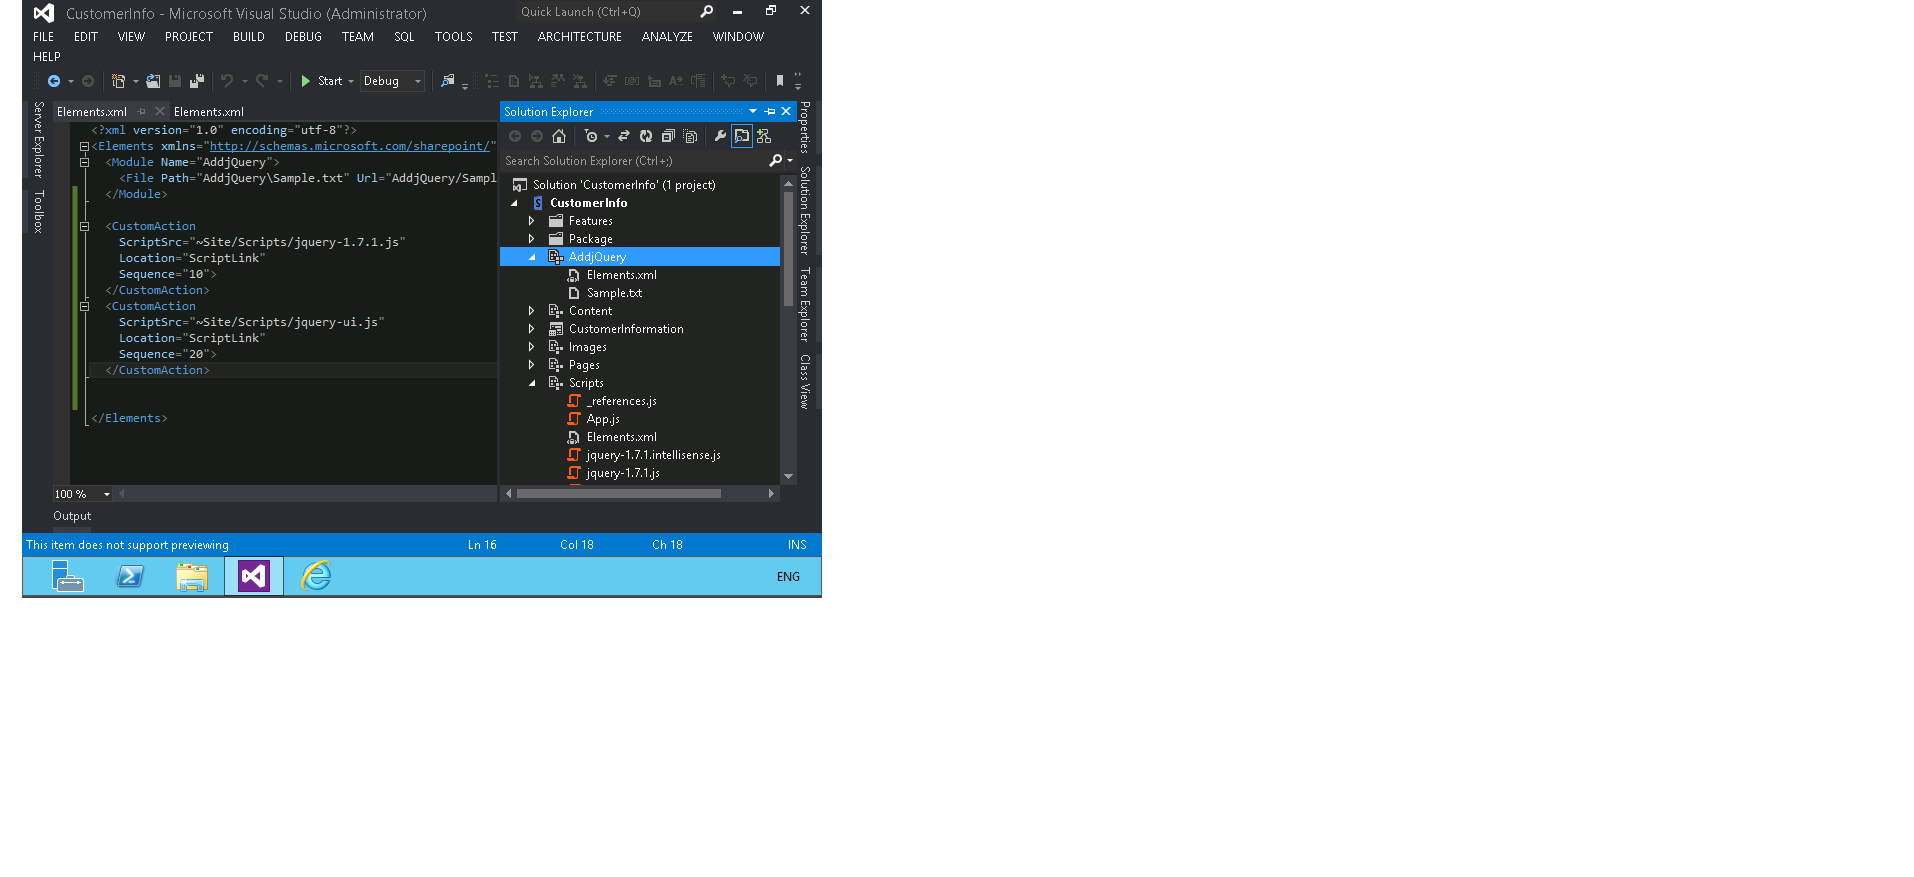 CustomerInfo - Microsoft Visual Studio (Administrator)
Quick Launch (Ctrl+Q)
FILE EDIT VIEW PROJECT BUILD DEBUG TEAM SQL TOOLS TEST ARCHITECTURE ANALYZE WINDOW
HELP
Start Debug
Server Explorer
Toolbox
Elements.xml Elements.xml
<?xml version="1.0" encoding="utf-8"?>
<Elements xmlns="http://schemas.microsoft.com/sharepoint/"
<Module Name="AddjQuery">
<File Path="AddjQuery\Sample.txt" Url="AddjQuery/Sampl
</Module>
<CustomAction
ScriptSrc="~Site/Scripts/jquery-1.7.1.js"
Location="ScriptLink"
Sequence="10">
</CustomAction>
<CustomAction
ScriptSrc="~Site/Scripts/jquery-ui.js"
Location="ScriptLink"
Sequence="20">
</CustomAction>
</Elements>
100 %
Solution Explorer
Search Solution Explorer (Ctrl+;)
Solution 'CustomerInfo' (1 project)
CustomerInfo
Features
Package
AddjQuery
Elements.xml
Sample.txt
Content
CustomerInformation
Images
Pages
Scripts
_references.js
App.js
Elements.xml
jquery-1.7.1.intellisense.js
jquery-1.7.1.js
Properties
Solution Explorer
Team Explorer
Class View
Output
This item does not support previewing Ln 16 Col 18 Ch 18 INS
ENG